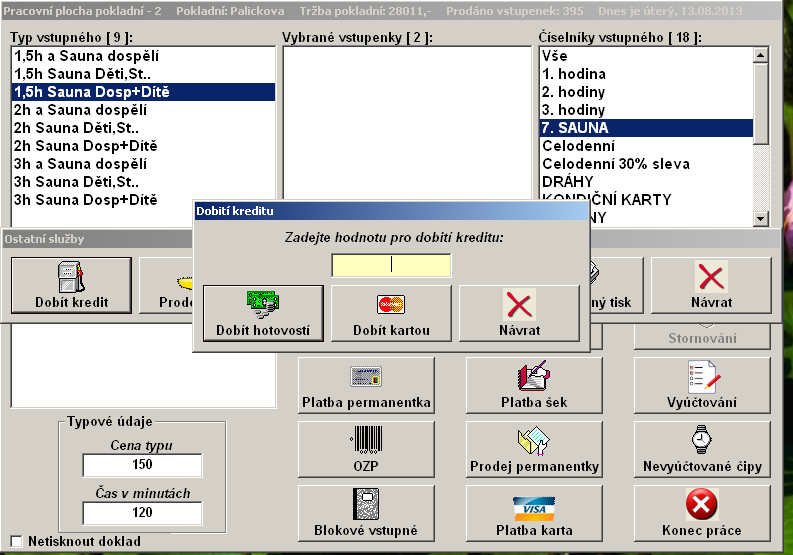 Pracovní plocha pokladní - 2 Pokladní: Palickova Tržba pokladní: 28011,- Prodáno vstupenek: 395 Dnes je úterý, 13.08.2013
Typ vstupného [ 9 ]:
1,5h a Sauna dospělí
1,5h Sauna Děti,St..
1,5h Sauna Dosp+Dítě
2h a Sauna dospělí
2h Sauna Děti,St..
2h Sauna Dosp+Dítě
3h a Sauna dospělí
3h Sauna Děti,St..
3h Sauna Dosp+Dítě
Vybrané vstupenky [ 2 ]:
Číselníky vstupného [ 18 ]:
Vše
1. hodina
2. hodiny
3. hodiny
7. SAUNA
Celodenní
Celodenní 30% sleva
DRÁHY
KONDIČNÍ KARTY
Dobití kreditu
Zadejte hodnotu pro dobití kreditu:
Dobít hotovostí
Dobít kartou
Návrat
Ostatní služby
Dobít kredit
Prode
ný tisk
Návrat
Stornování
Platba permanentka
Platba šek
Vyúčtování
Typové údaje
Cena typu
150
Čas v minutách
120
OZP
Prodej permanentky
Nevyúčtované čipy
Netisknout doklad
Blokové vstupné
VISA
Platba karta
Konec práce